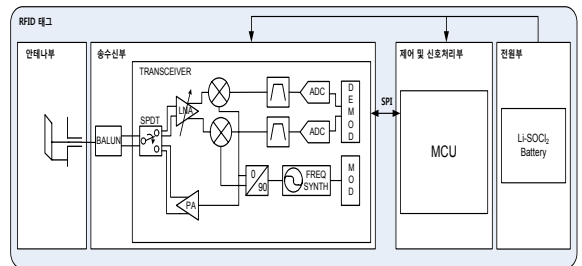 RFID 태그
안테나부
송수신부
제어 및 신호처리부
전원부
TRANSCEIVER
SPDT
LNA
ADC
ADC
DEMOD
BALUN
PA
0
90
FREQ
SYNTH
MOD
SPI
MCU
Li-SOCl₂
Battery